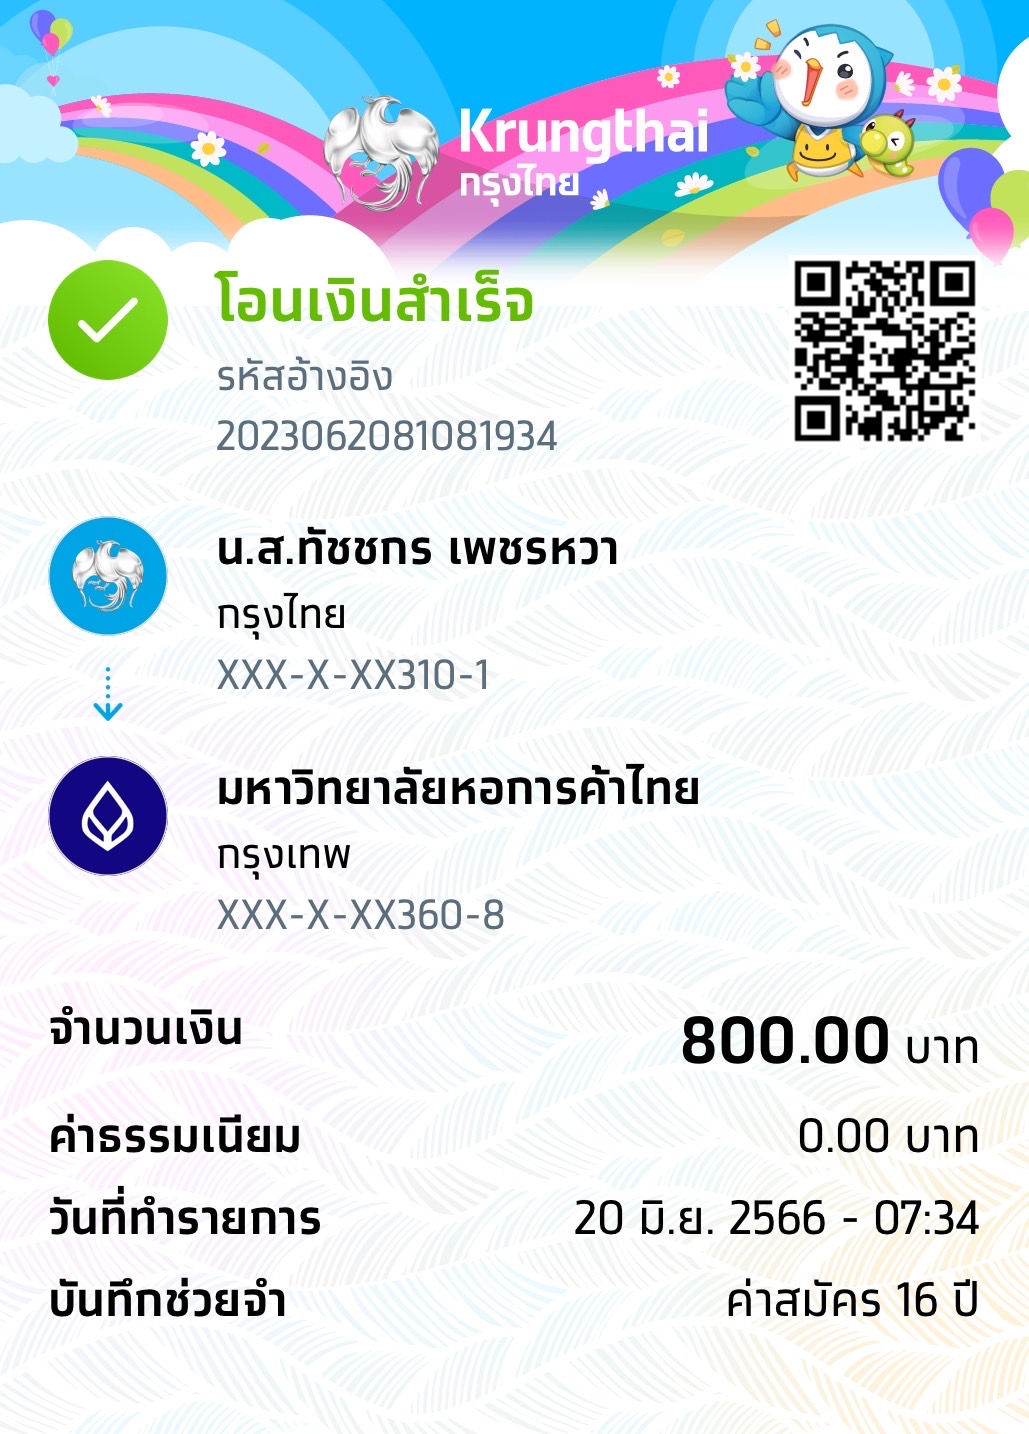 Krungthai
กรุงไทย
โอนเงินสำเร็จ
รหัสอ้างอิง
2023062081081934
น.ส.ทัชชกร เพชรหวา
กรุงไทย
XXX-X-XX310-1
มหาวิทยาลัยหอการค้าไทย
กรุงเทพ
XXX-X-XX360-8
จำนวนเงิน 800.00 บาท
ค่าธรรมเนียม 0.00 บาท
วันที่ทำรายการ 20 มิ.ย. 2566 - 07:34
บันทึกช่วยจำ ค่าสมัคร 16 ปี